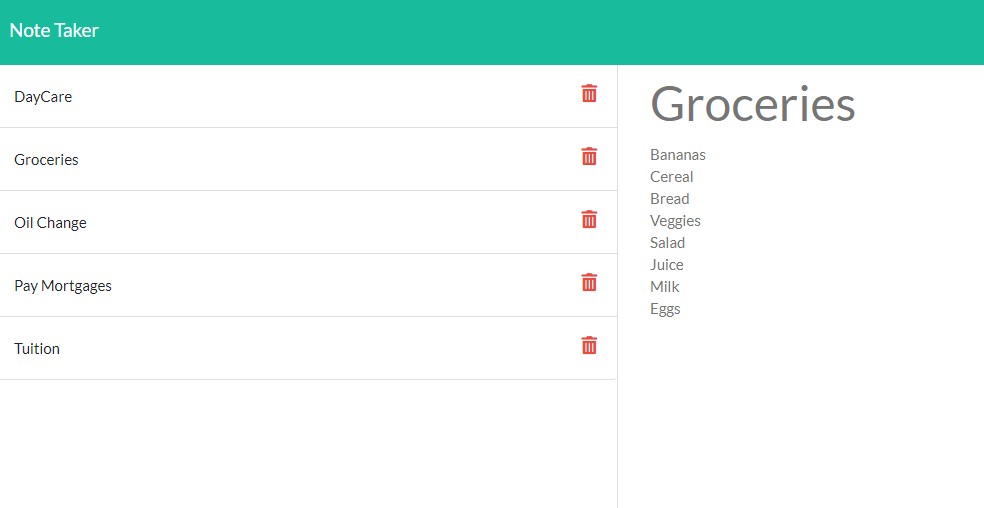 Note Taker
DayCare
Groceries
Oil Change
Pay Mortgages
Tuition
Groceries
Bananas
Cereal
Bread
Veggies
Salad
Juice
Milk
Eggs